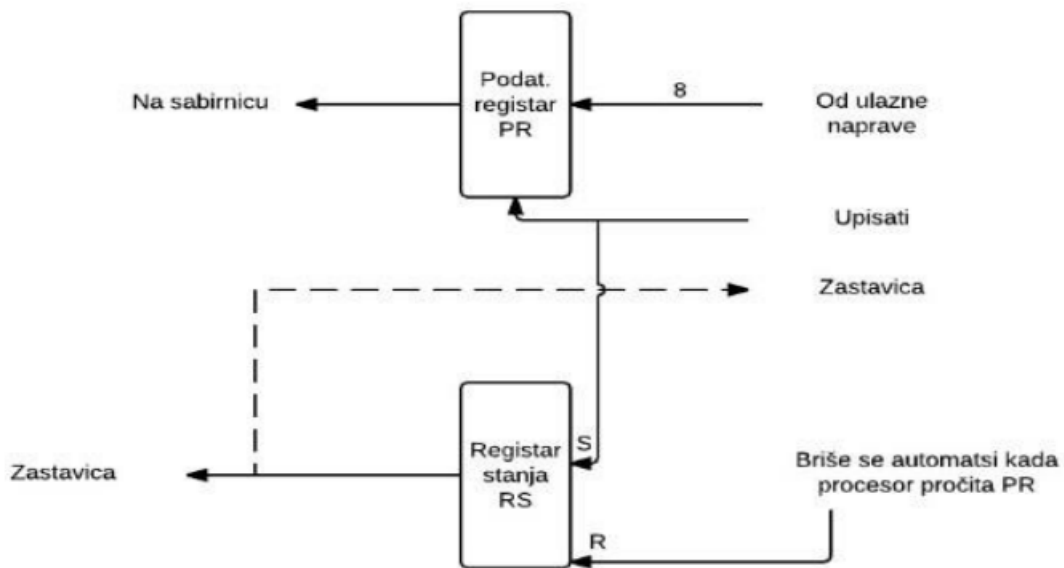 Podat.
registar
PR
Na sabirnicu
8
Od ulazne
naprave
Upisati
Zastavica
Registar
stanja
RS
S
Zastavica
Briše se automatsi kada
procesor pročita PR
R